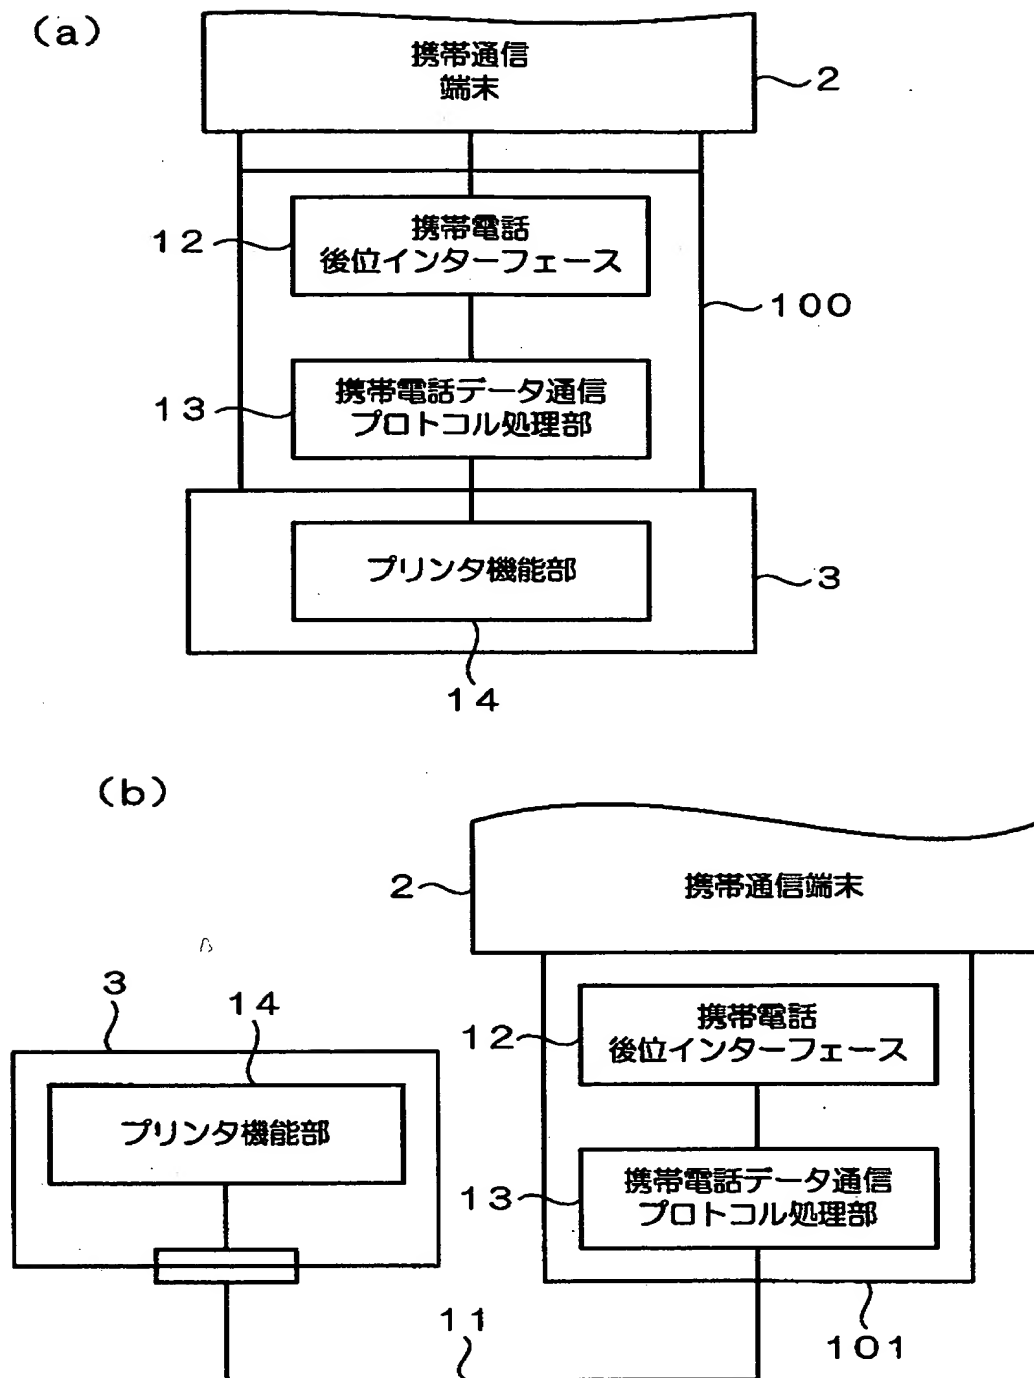 (a)
携帯通信
端末
2
携帯電話
後位インターフェース
12
100
携帯電話データ通信
プロトコル処理部
13
プリンタ機能部
3
14
(b)
携帯通信端末
2
3
14
プリンタ機能部
携帯電話
後位インターフェース
12
携帯電話データ通信
プロトコル処理部
13
11
101